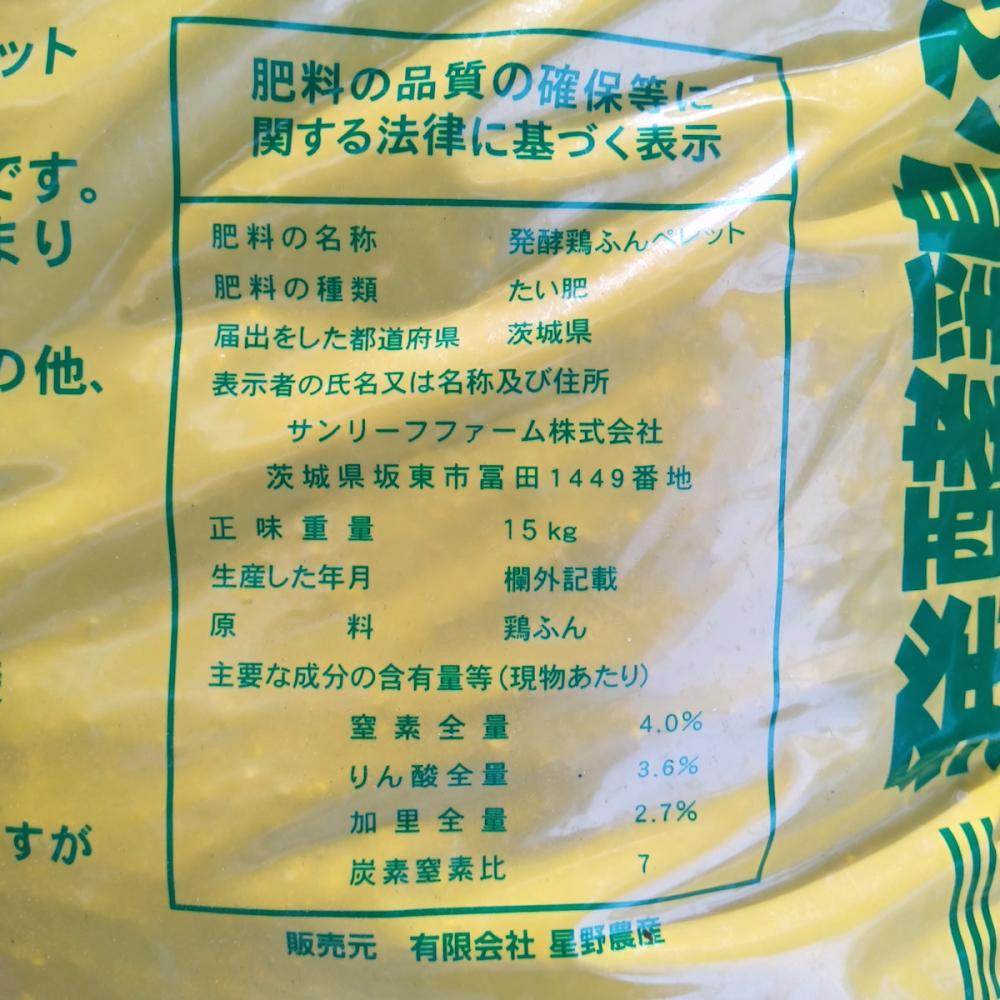 ット
です。
まり
の他、
すが
肥料の品質の確保等に
関する法律に基づく表示
肥料の名称 発酵鶏ふんペレット
肥料の種類 たい肥
届出をした都道府県 茨城県
表示者の氏名又は名称及び住所
サンリーフファーム株式会社
茨城県坂東市冨田1449番地
正味重量 15kg
生産した年月 欄外記載
原料 鶏ふん
主要な成分の含有量等(現物あたり)
窒素全量 4.0%
りん酸全量 3.6%
加里全量 2.7%
炭素窒素比 7
販売元 有限会社 星野農産